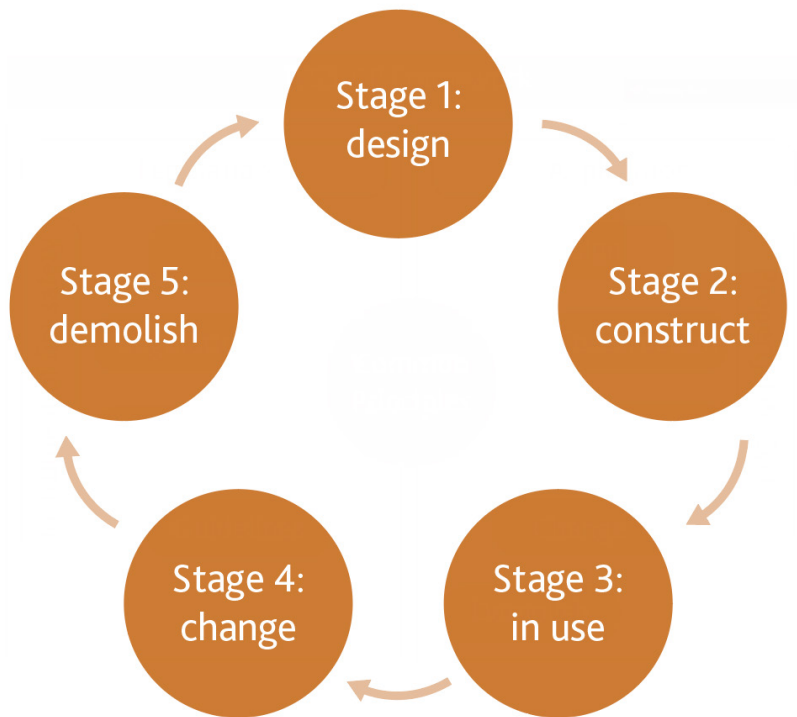 Stage 1:
design
Stage 2:
construct
Stage 3:
in use
Stage 4:
change
Stage 5:
demolish